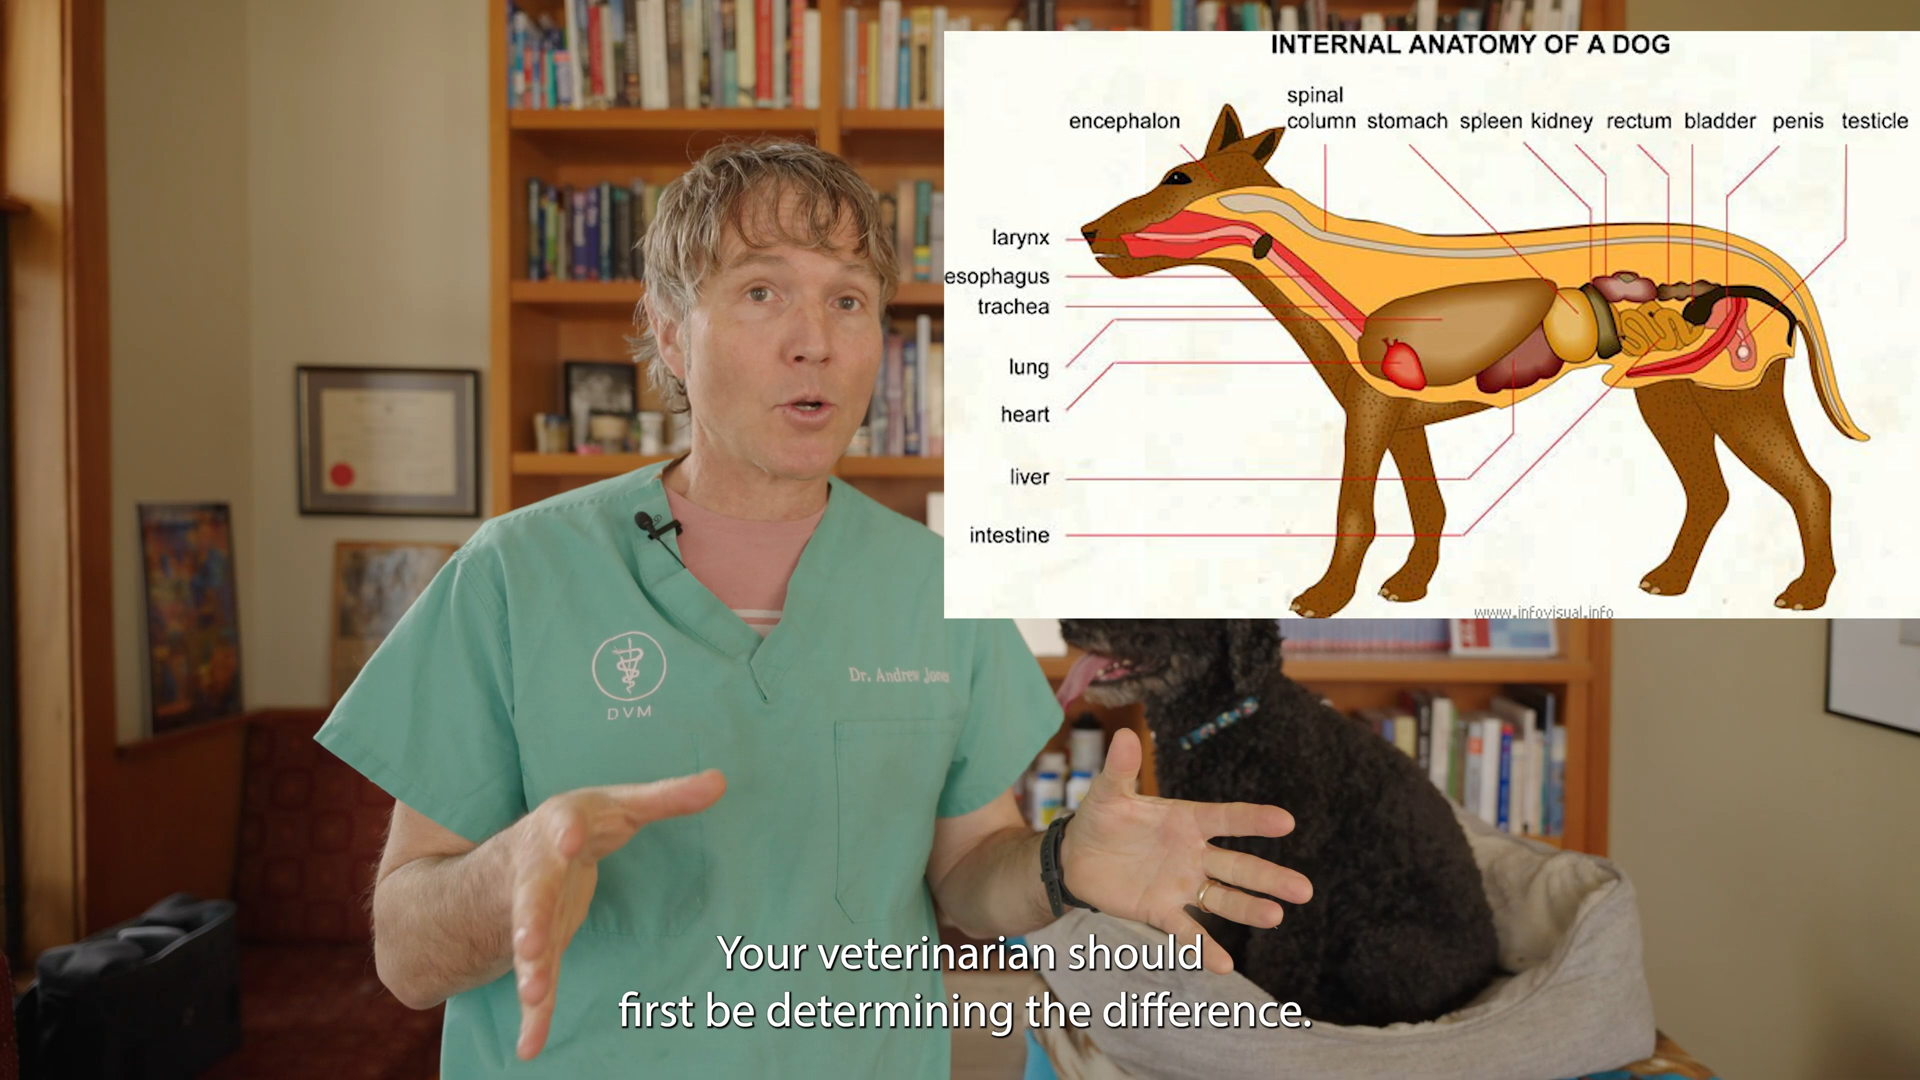 INTERNAL ANATOMY OF A DOG
spinal
encephalon column stomach spleen kidney rectum bladder penis testicle
larynx
esophagus
trachea
lung
heart
liver
intestine
www.infovisual.info
Dr. Andrew Jones
DVM
Your veterinarian should
first be determining the difference.